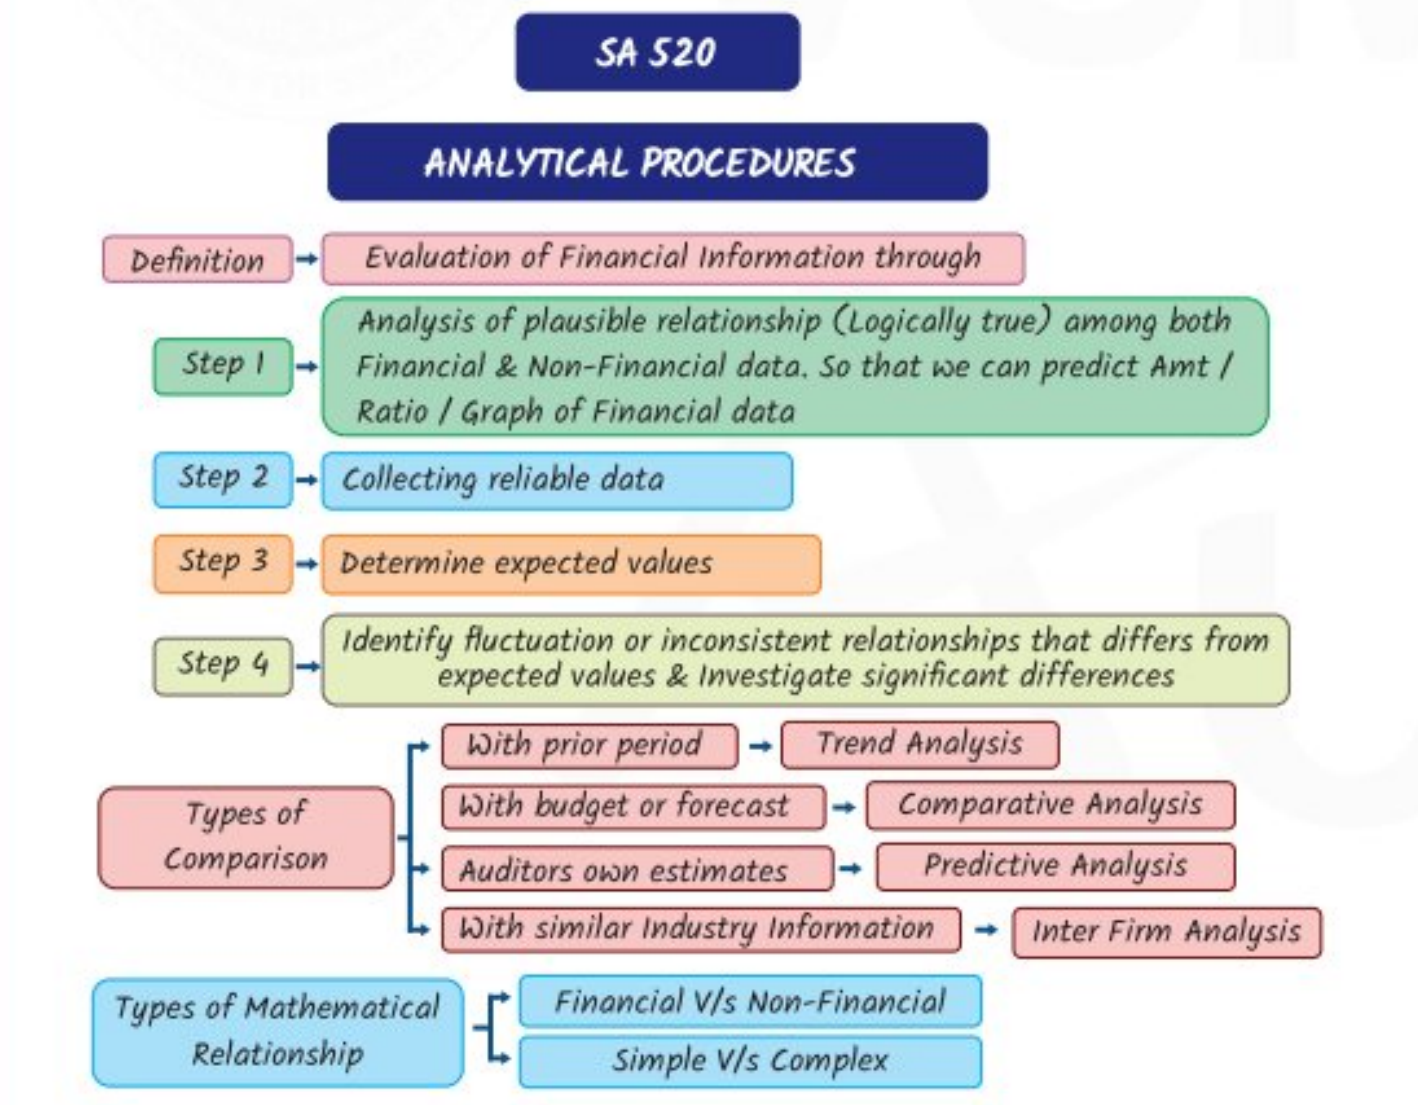 SA 520
ANALYTICAL PROCEDURES
Definition
Evaluation of Financial Information through
Step 1
Analysis of plausible relationship (Logically true) among both
Financial & Non-Financial data. So that we can predict Amt /
Ratio / Graph of Financial data
Step 2
Collecting reliable data
Step 3
Determine expected values
Step 4
Identify fluctuation or inconsistent relationships that differs from
expected values & Investigate significant differences
Types of
Comparison
With prior period
Trend Analysis
With budget or forecast
Comparative Analysis
Auditors own estimates
Predictive Analysis
With similar Industry Information
Inter Firm Analysis
Types of Mathematical
Relationship
Financial V/s Non-Financial
Simple V/s Complex